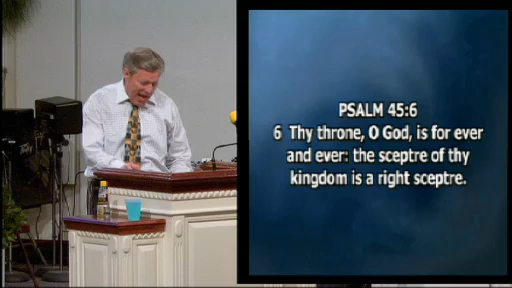 PSALM 45:6
6 Thy throne, O God, is for ever
and ever: the sceptre of thy
kingdom is a right sceptre.